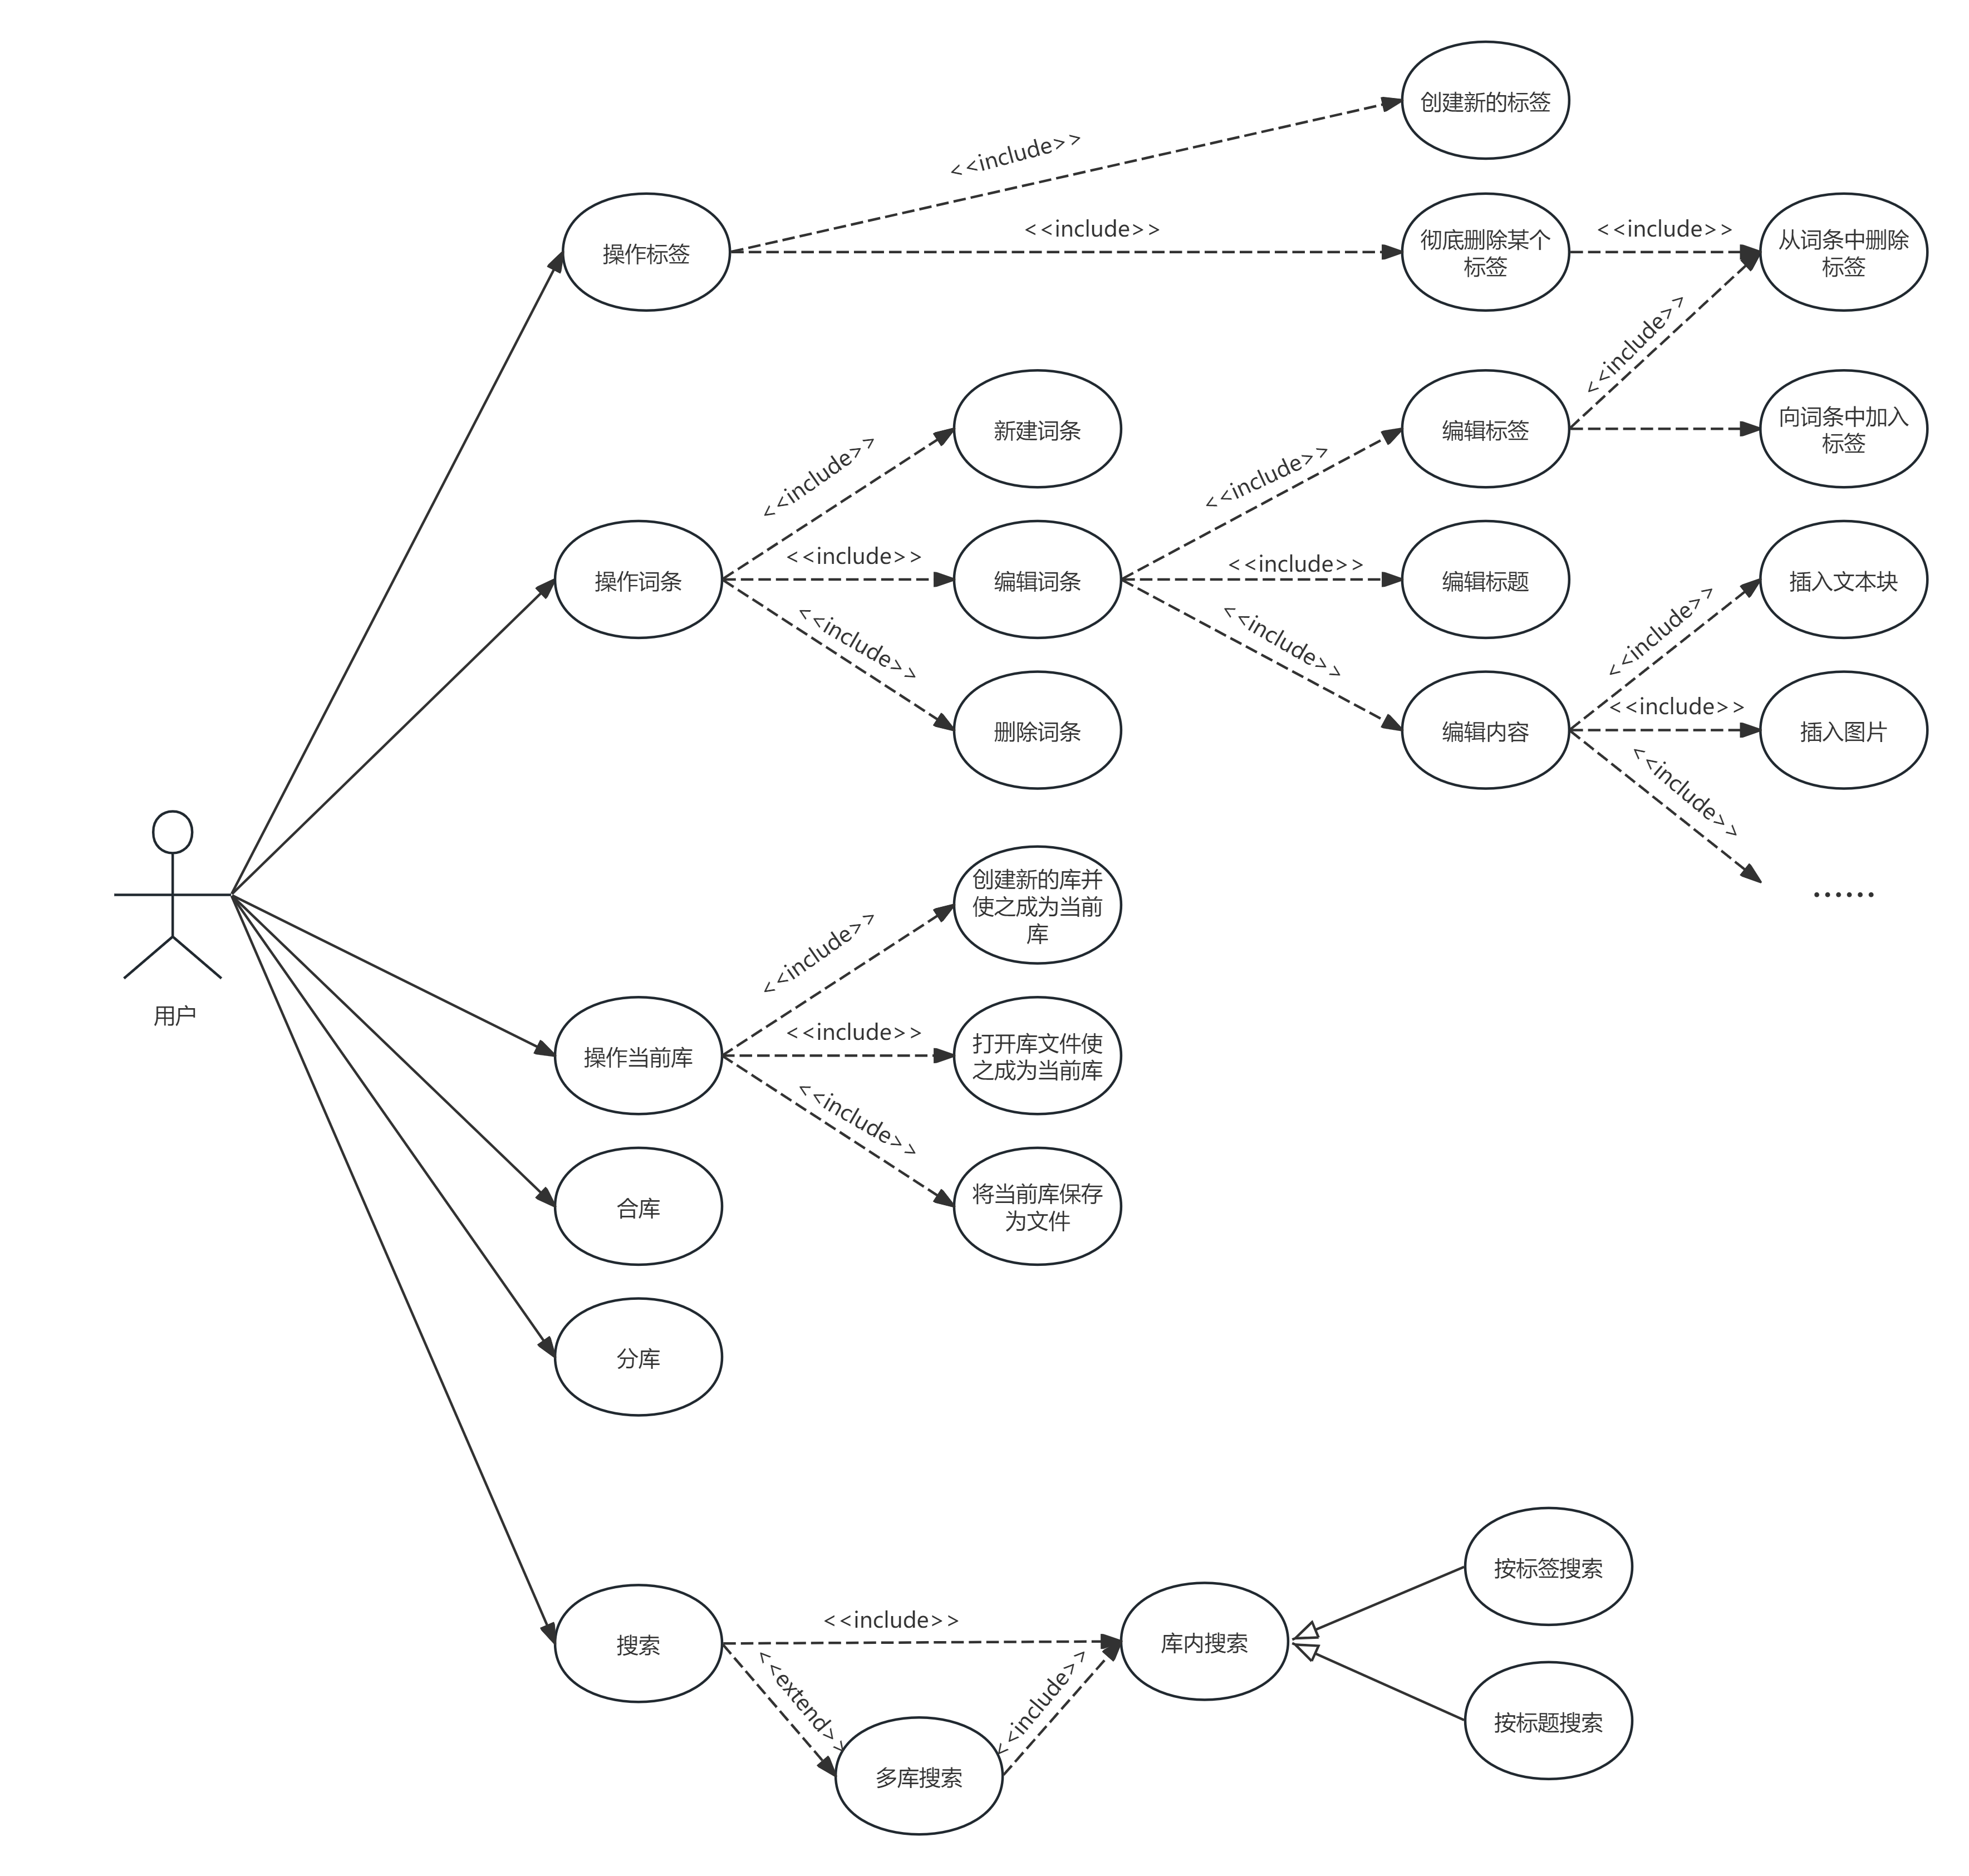 创建新的标签
<<include>>
操作标签
<<include>>
彻底删除某个
标签
<<include>>
从词条中删除
标签
<<include>>
新建词条
<<include>>
编辑标签
<<include>>
向词条中加入
标签
操作词条
<<include>>
编辑词条
<<include>>
编辑标题
<<include>>
插入文本块
<<include>>
删除词条
<<include>>
编辑内容
<<include>>
插入图片
<<include>>
……
用户
<<include>>
创建新的库并
使之成为当前
库
操作当前库
<<include>>
打开库文件使
之成为当前库
<<include>>
将当前库保存
为文件
合库
分库
搜索
<<include>>
库内搜索
按标签搜索
<<extend>>
<<include>>
多库搜索
按标题搜索